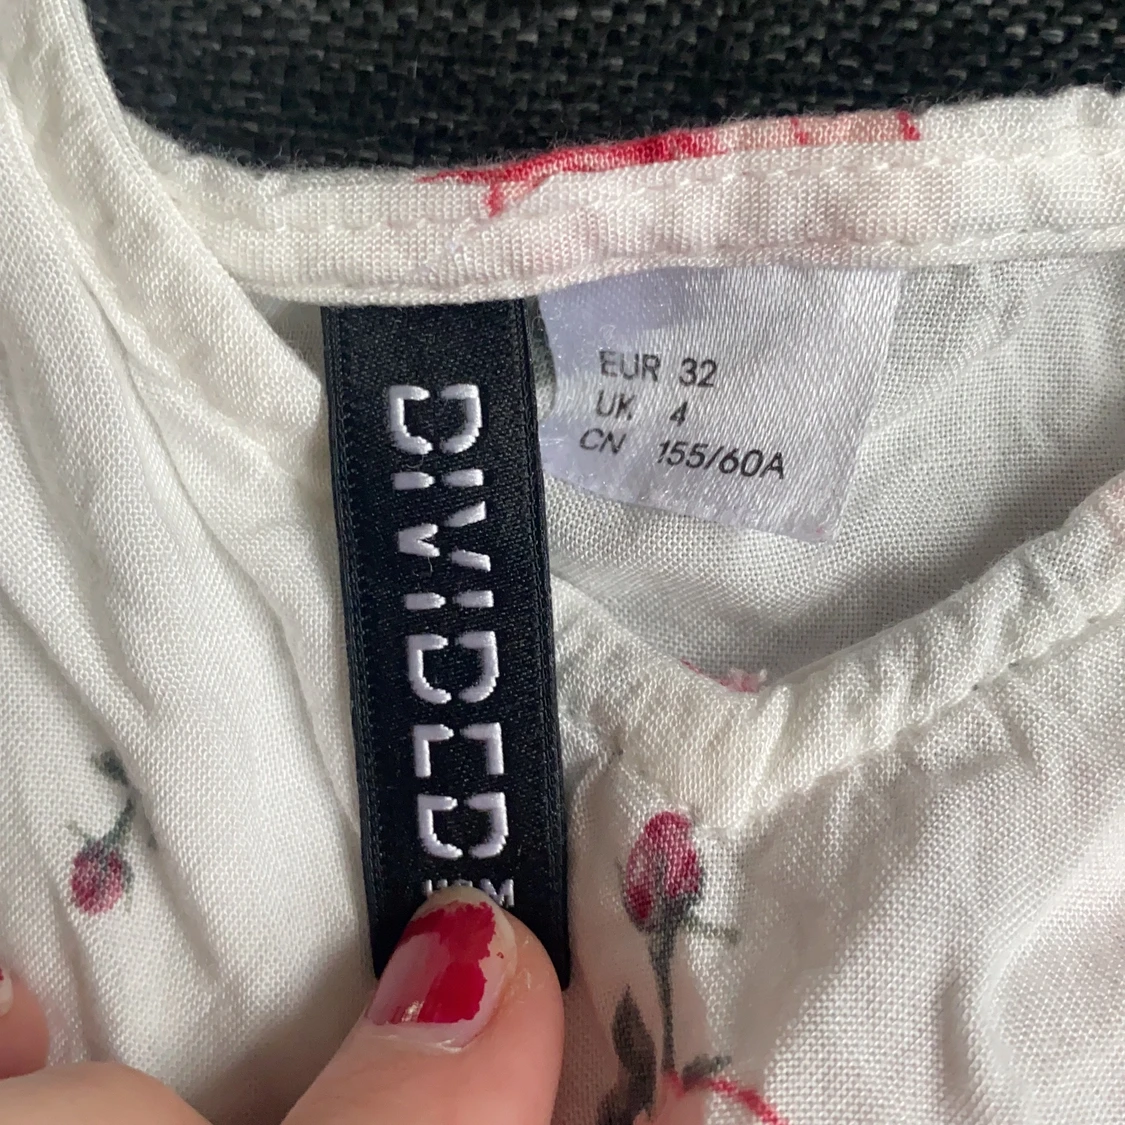 DIVIDED
H&M
EUR 32
UK 4
CN 155/60A